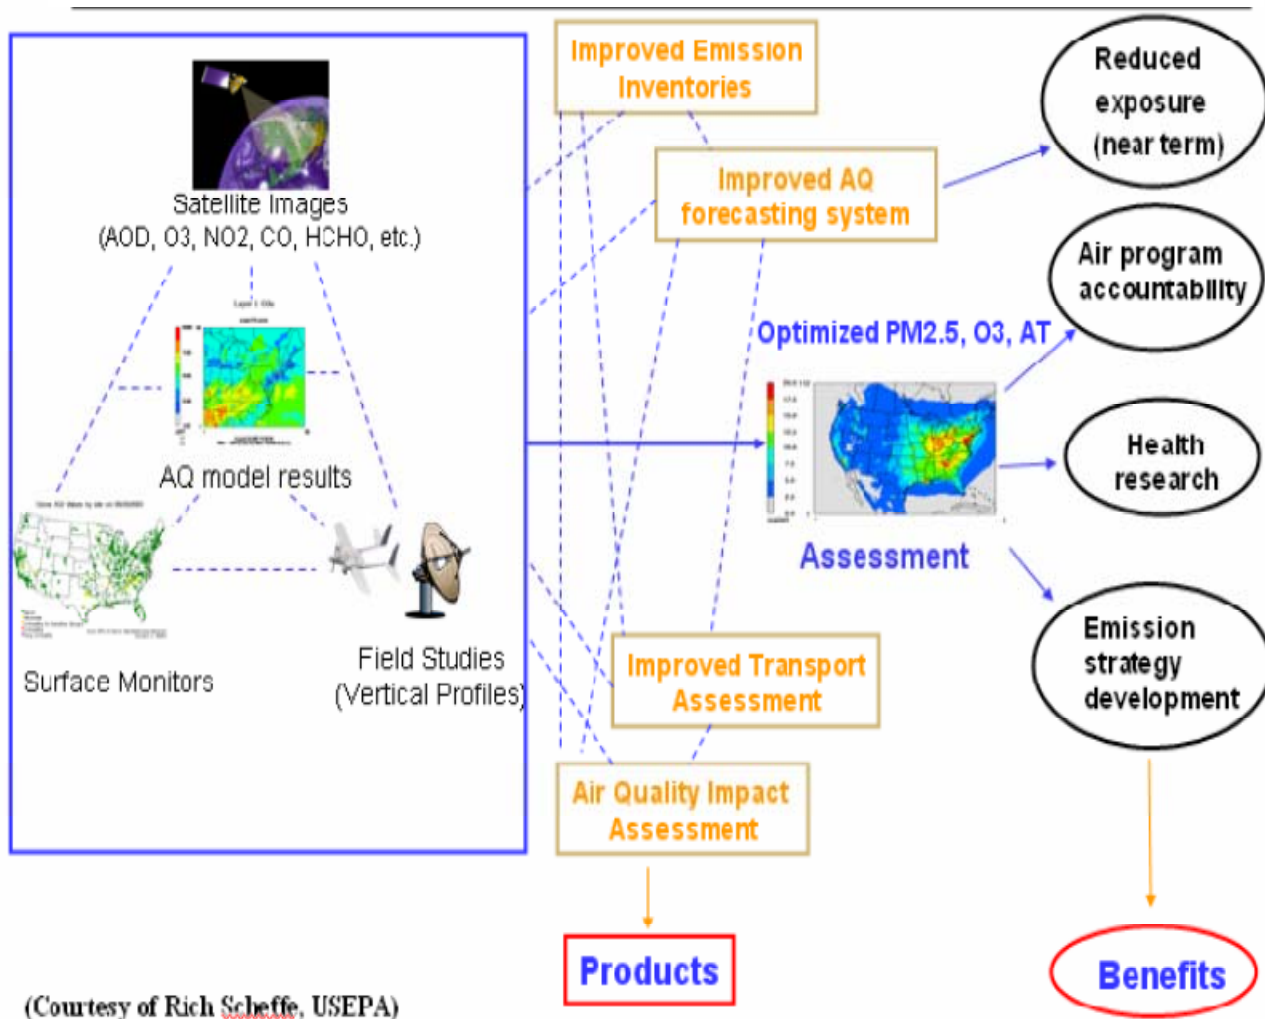 Satellite Images
(AOD, O3, NO2, CO, HCHO, etc.)
AQ model results
Surface Monitors
Field Studies
(Vertical Profiles)
Improved Emission
Inventories
Improved AQ
forecasting system
Optimized PM2.5, O3, AT
Assessment
Improved Transport
Assessment
Air Quality Impact
Assessment
Products
Reduced
exposure
(near term)
Air program
accountability
Health
research
Emission
strategy
development
Benefits
(Courtesy of Rich Scheffe, USEPA)